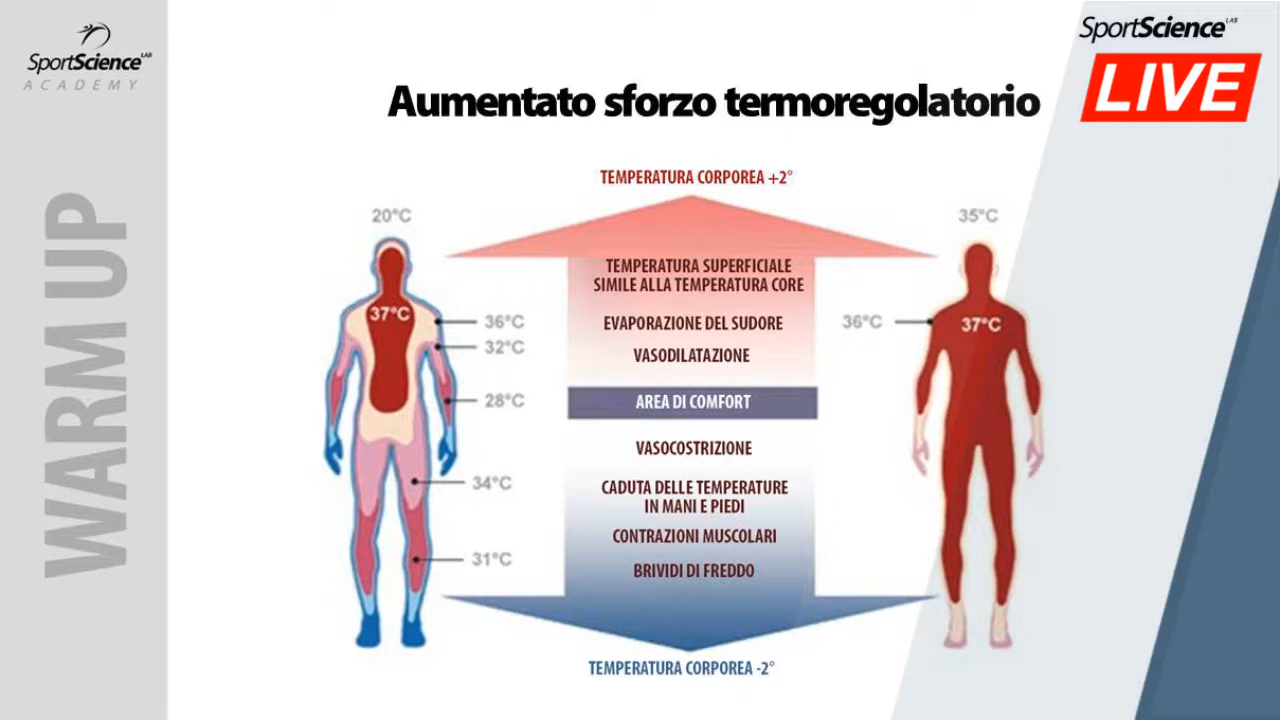 SportScience LAB
ACADEMY
WARM UP
SportScience LAB
LIVE
Aumentato sforzo termoregolatorio
TEMPERATURA CORPOREA +2°
20°C
37°C
36°C
32°C
28°C
34°C
31°C
TEMPERATURA SUPERFICIALE
SIMILE ALLA TEMPERATURA CORE
EVAPORAZIONE DEL SUDORE
VASODILATAZIONE
AREA DI COMFORT
VASOCOSTRIZIONE
CADUTA DELLE TEMPERATURE
IN MANI E PIEDI
CONTRAZIONI MUSCOLARI
BRIVIDI DI FREDDO
TEMPERATURA CORPOREA -2°
35°C
36°C
37°C